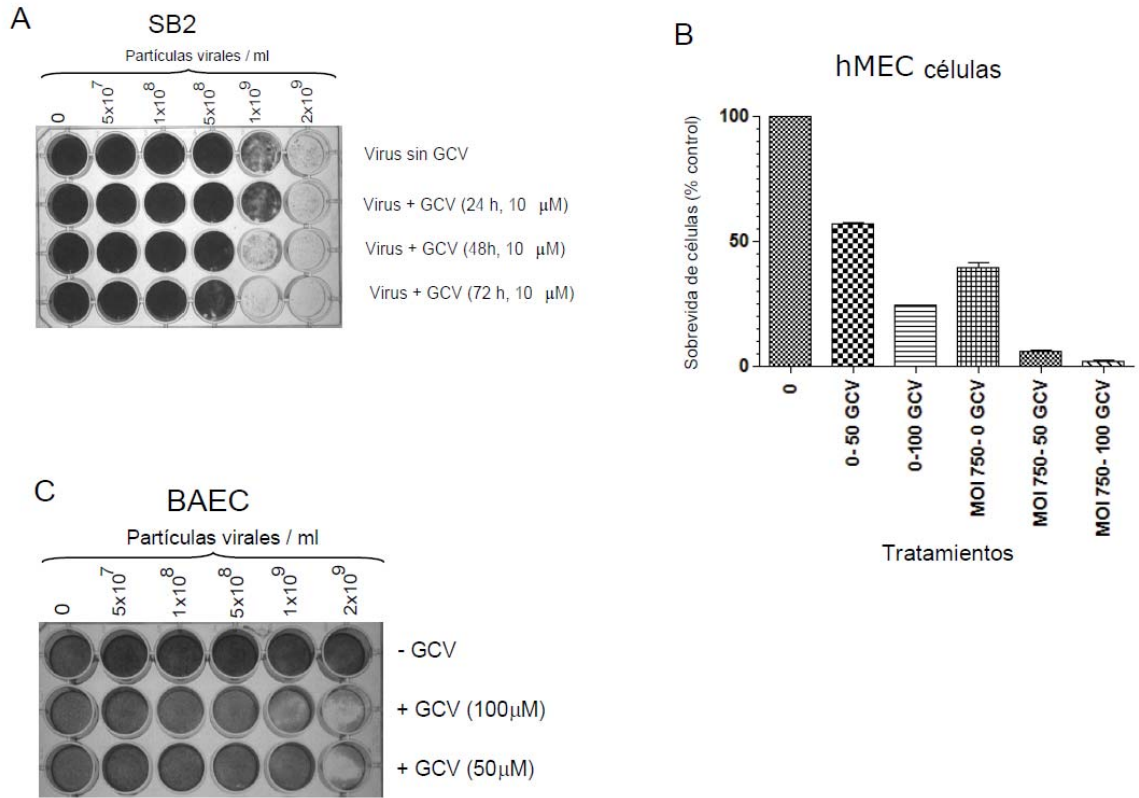 A
SB2
Partículas virales / ml
0
5x10^7
1x10^8
5x10^8
1x10^9
2x10^9
Virus sin GCV
Virus + GCV (24 h, 10 μM)
Virus + GCV (48h, 10 μM)
Virus + GCV (72 h, 10 μM)
B
hMEC células
Sobrevida de células (% control)
100
50
0
0
0- 50 GCV
0-100 GCV
MOI 750- 0 GCV
MOI 750- 50 GCV
MOI 750- 100 GCV
Tratamientos
C
BAEC
Partículas virales / ml
0
5x10^7
1x10^8
5x10^8
1x10^9
2x10^9
- GCV
+ GCV (100μM)
+ GCV (50μM)